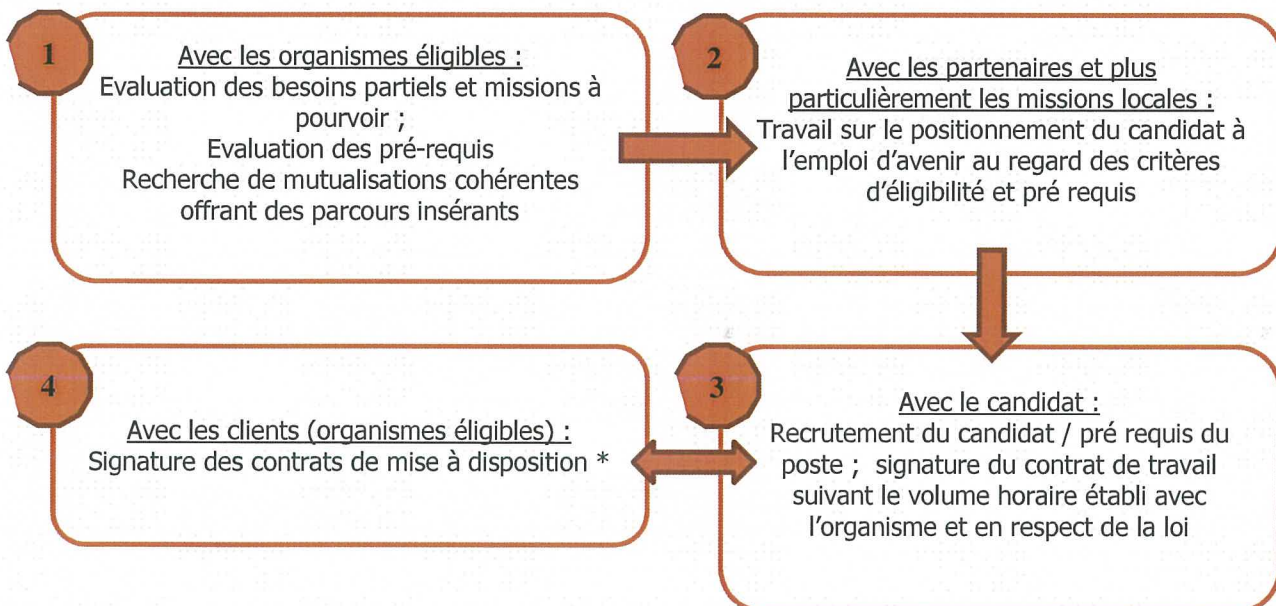 1
Avec les organismes éligibles :
Evaluation des besoins partiels et missions à
pourvoir ;
Evaluation des pré-requis
Recherche de mutualisations cohérentes
offrant des parcours insérants
2
Avec les partenaires et plus
particulièrement les missions locales :
Travail sur le positionnement du candidat à
l'emploi d'avenir au regard des critères
d'éligibilité et pré requis
3
Avec le candidat :
Recrutement du candidat / pré requis du
poste ; signature du contrat de travail
suivant le volume horaire établi avec
l'organisme et en respect de la loi
4
Avec les clients (organismes éligibles) :
Signature des contrats de mise à disposition *